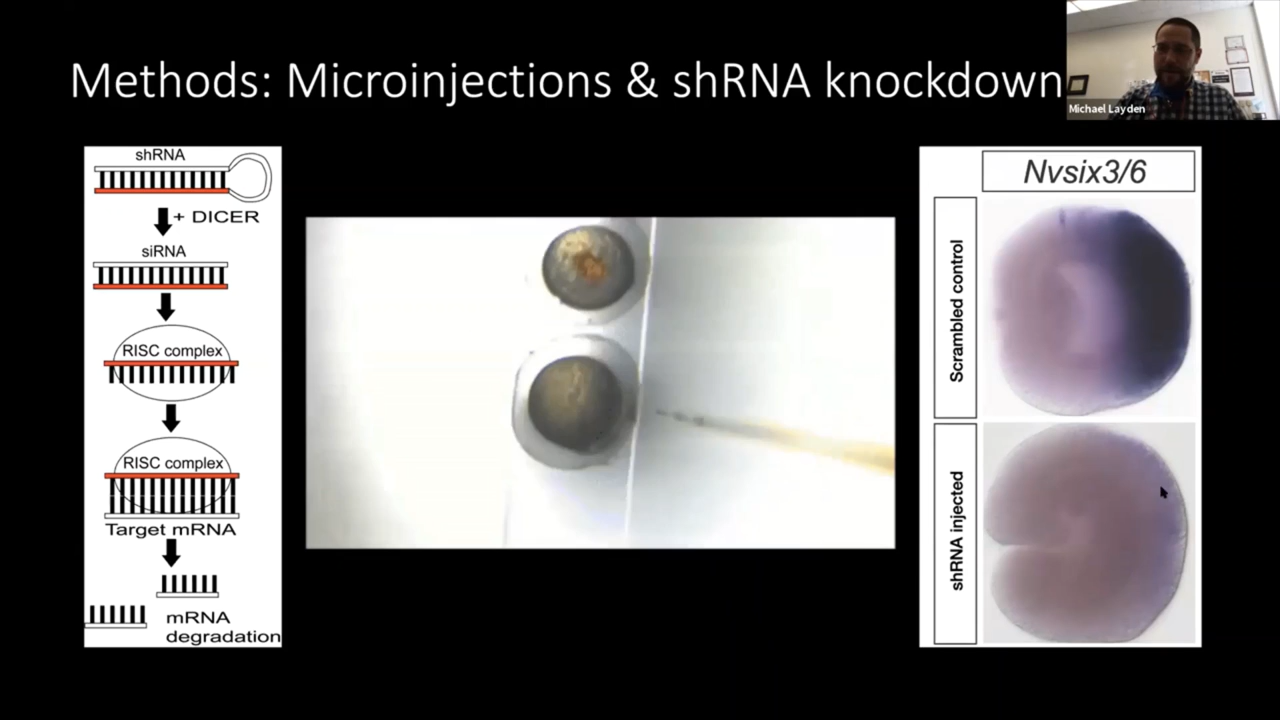 Methods: Microinjections & shRNA knockdown
Michael Layden
shRNA
+ DICER
siRNA
RISC complex
RISC complex
Target mRNA
mRNA
degradation
Nvsix3/6
Scrambled control
shRNA injected